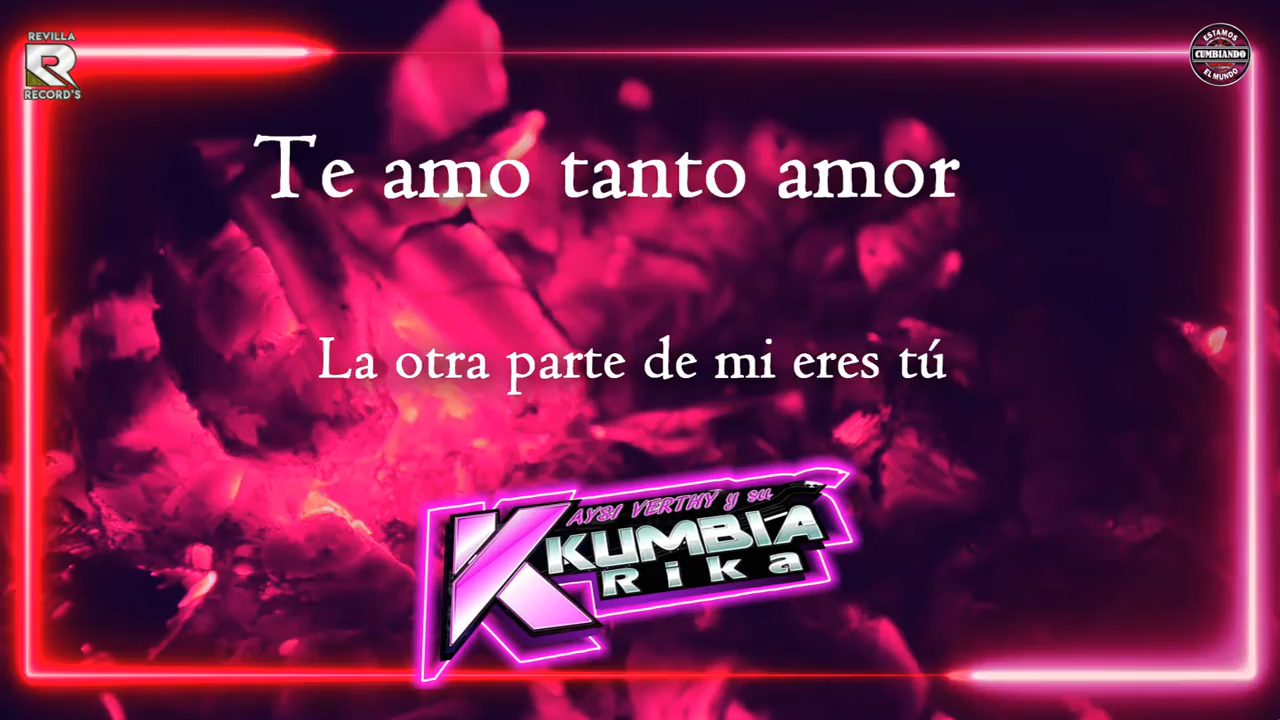 REVILLA
R
RECORD'S
ESTAMOS
CUMBIANDO
EL MUNDO
Te amo tanto amor
La otra parte de mi eres tú
KAYSI VERTHY y su
KUMBIA
Rika